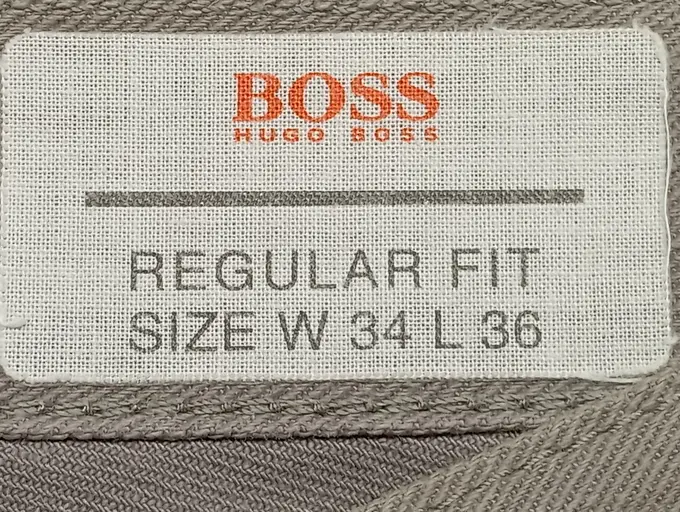 BOSS
HUGO BOSS
REGULAR FIT
SIZE W 34 L 36